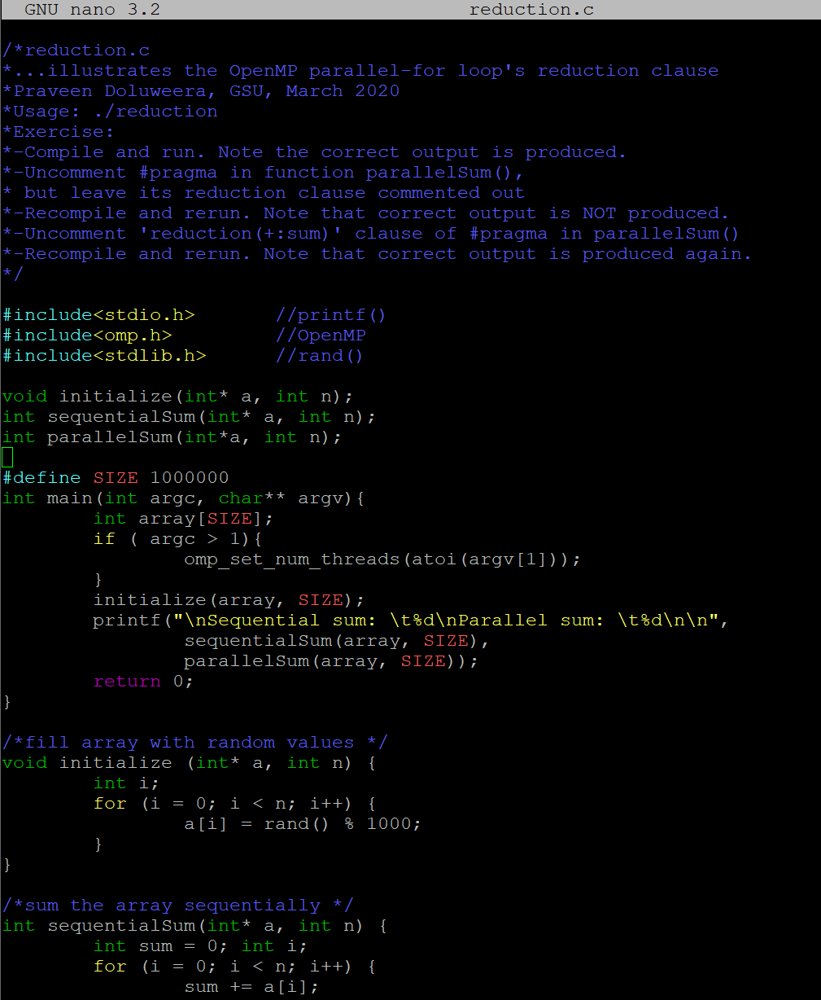 GNU nano 3.2 reduction.c
/*reduction.c
*...illustrates the OpenMP parallel-for loop's reduction clause
*Praveen Doluweera, GSU, March 2020
*Usage: ./reduction
*Exercise:
*-Compile and run. Note the correct output is produced.
*-Uncomment #pragma in function parallelSum(),
* but leave its reduction clause commented out
*-Recompile and rerun. Note that correct output is NOT produced.
*-Uncomment 'reduction(+:sum)' clause of #pragma in parallelSum()
*-Recompile and rerun. Note that correct output is produced again.
*/
#include<stdio.h>       //printf()
#include<omp.h>         //OpenMP
#include<stdlib.h>      //rand()
void initialize(int* a, int n);
int sequentialSum(int* a, int n);
int parallelSum(int*a, int n);
#define SIZE 1000000
int main(int argc, char** argv){
        int array[SIZE];
        if ( argc > 1){
                omp_set_num_threads(atoi(argv[1]));
        }
        initialize(array, SIZE);
        printf("\nSequential sum: \t%d\nParallel sum: \t%d\n\n",
                sequentialSum(array, SIZE),
                parallelSum(array, SIZE));
        return 0;
}
/*fill array with random values */
void initialize (int* a, int n) {
        int i;
        for (i = 0; i < n; i++) {
                a[i] = rand() % 1000;
        }
}
/*sum the array sequentially */
int sequentialSum(int* a, int n) {
        int sum = 0; int i;
        for (i = 0; i < n; i++) {
                sum += a[i];